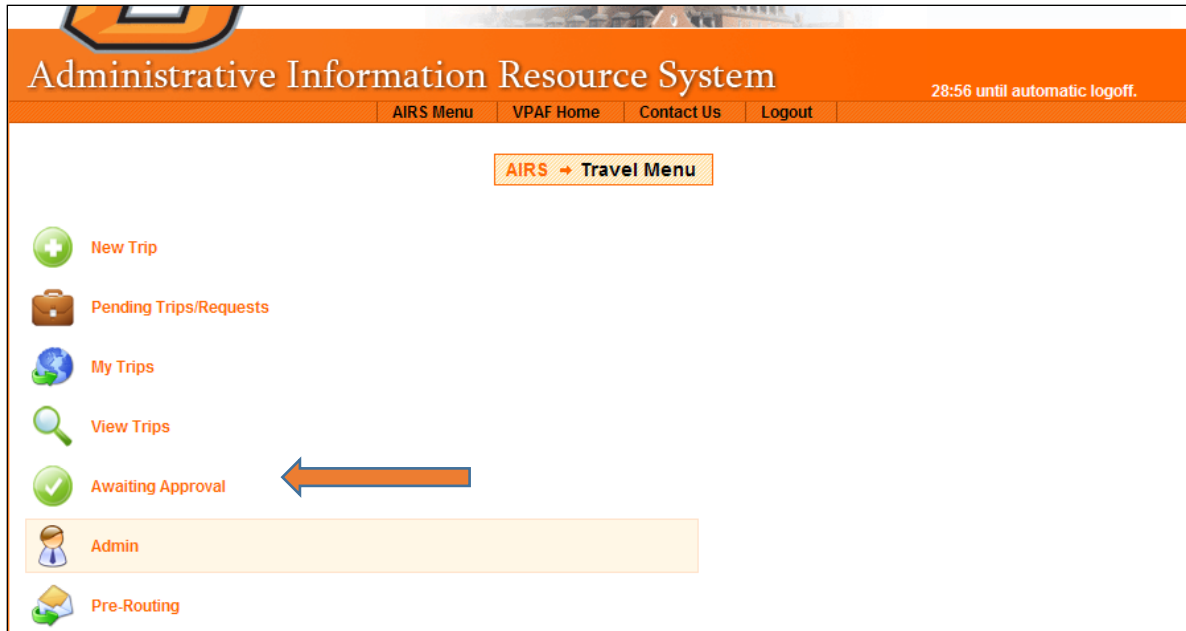 Administrative Information Resource System
28:56 until automatic logoff.
AIRS Menu VPAF Home Contact Us Logout
AIRS → Travel Menu
New Trip
Pending Trips/Requests
My Trips
View Trips
Awaiting Approval
Admin
Pre-Routing